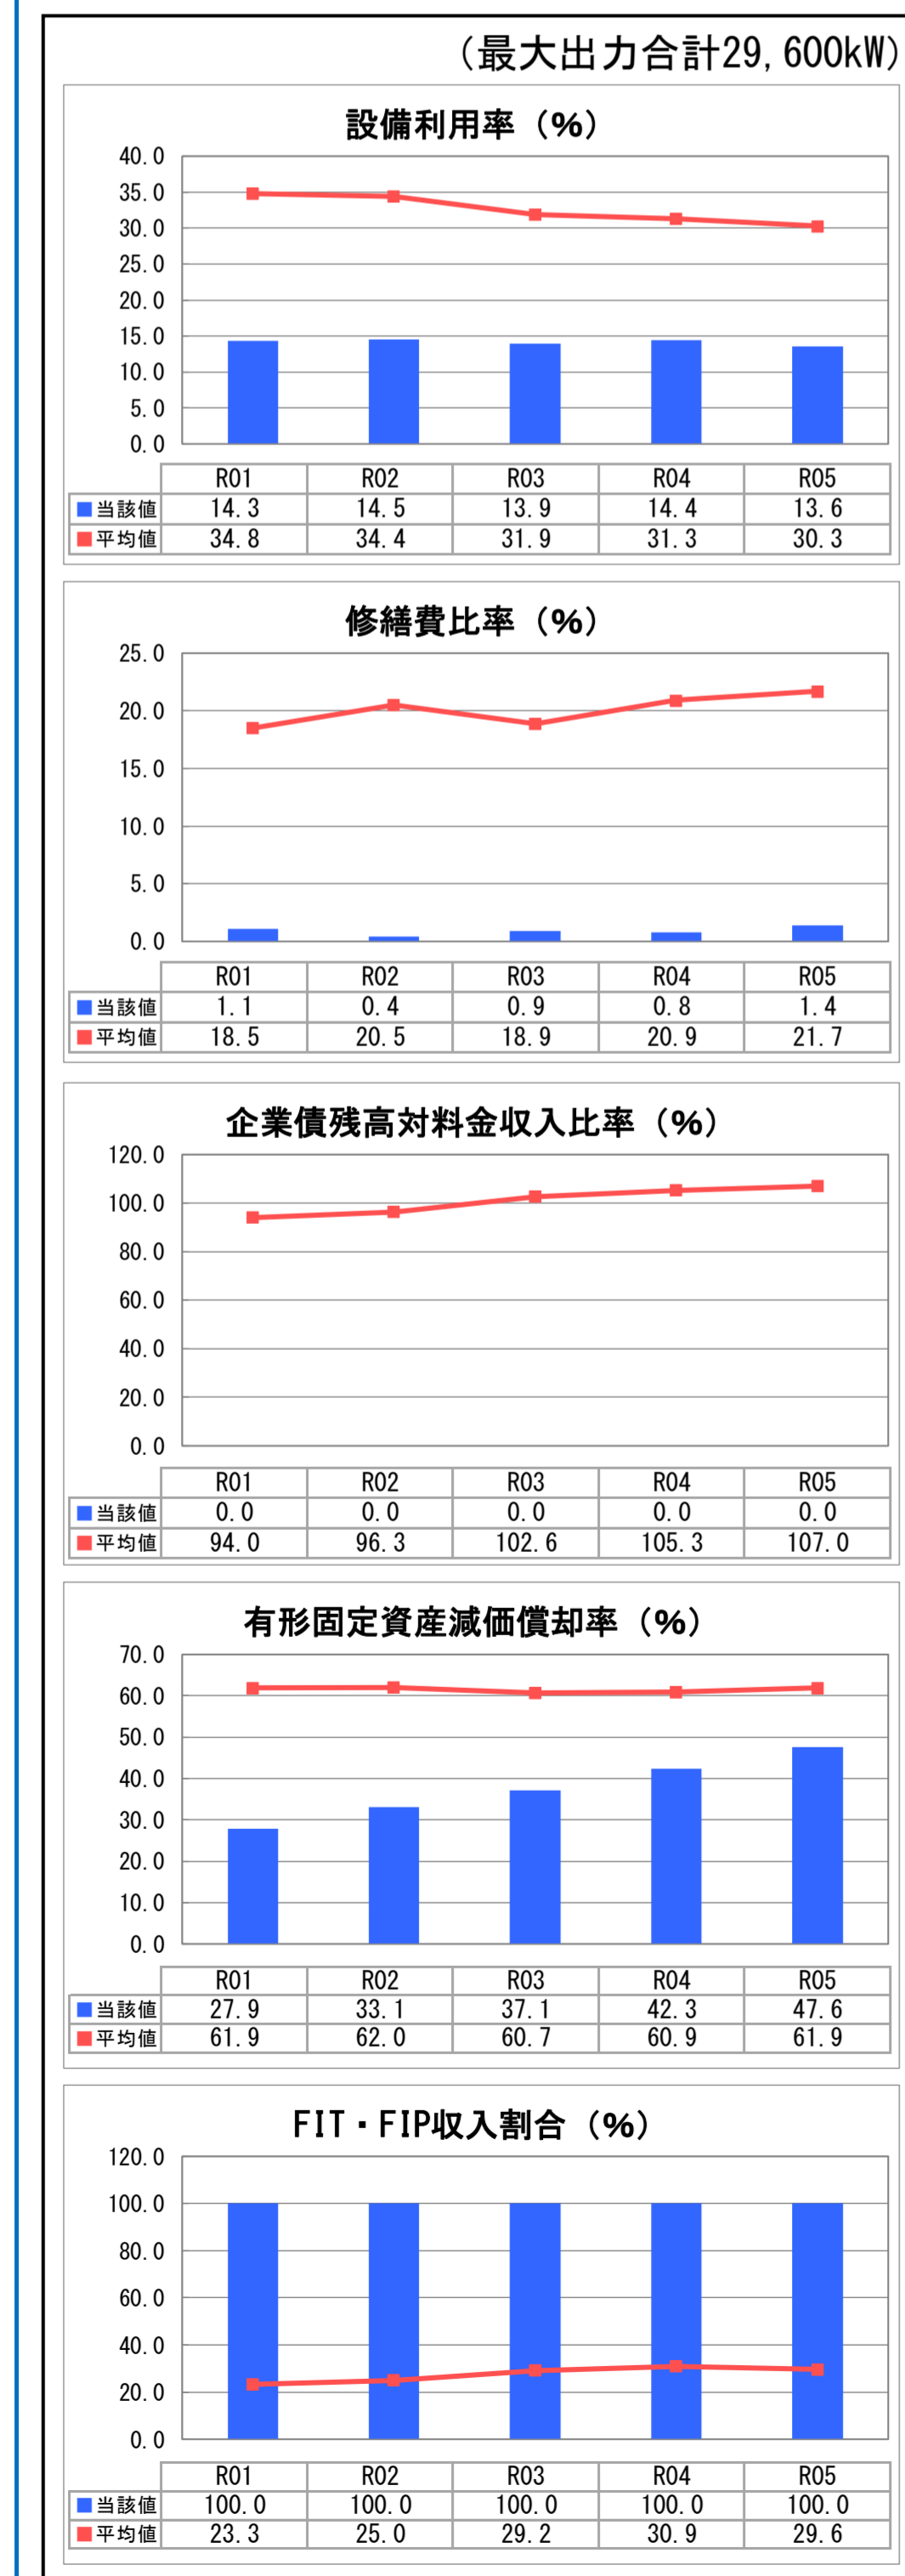 （最大出力合計29,600kW）
設備利用率（%）
40.0
35.0
30.0
25.0
20.0
15.0
10.0
5.0
0.0
R01 R02 R03 R04 R05
当該値 14.3 14.5 13.9 14.4 13.6
平均値 34.8 34.4 31.9 31.3 30.3
修繕費比率（%）
25.0
20.0
15.0
10.0
5.0
0.0
R01 R02 R03 R04 R05
当該値 1.1 0.4 0.9 0.8 1.4
平均値 18.5 20.5 18.9 20.9 21.7
企業債残高対料金収入比率（%）
120.0
100.0
80.0
60.0
40.0
20.0
0.0
R01 R02 R03 R04 R05
当該値 0.0 0.0 0.0 0.0 0.0
平均値 94.0 96.3 102.6 105.3 107.0
有形固定資産減価償却率（%）
70.0
60.0
50.0
40.0
30.0
20.0
10.0
0.0
R01 R02 R03 R04 R05
当該値 27.9 33.1 37.1 42.3 47.6
平均値 61.9 62.0 60.7 60.9 61.9
FIT・FIP収入割合（%）
120.0
100.0
80.0
60.0
40.0
20.0
0.0
R01 R02 R03 R04 R05
当該値 100.0 100.0 100.0 100.0 100.0
平均値 23.3 25.0 29.2 30.9 29.6